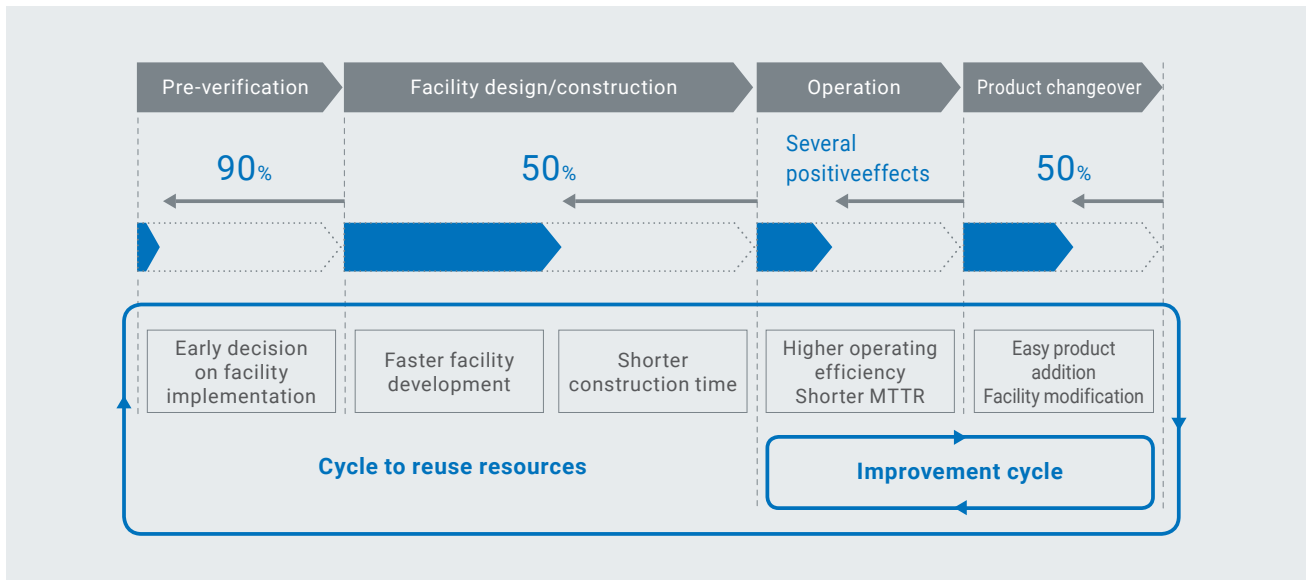 Pre-verification
Facility design/construction
Operation
Product changeover
90%
50%
Several
positiveeffects
50%
Early decision
on facility
implementation
Faster facility
development
Shorter
construction time
Higher operating
efficiency
Shorter MTTR
Easy product
addition
Facility modification
Cycle to reuse resources
Improvement cycle